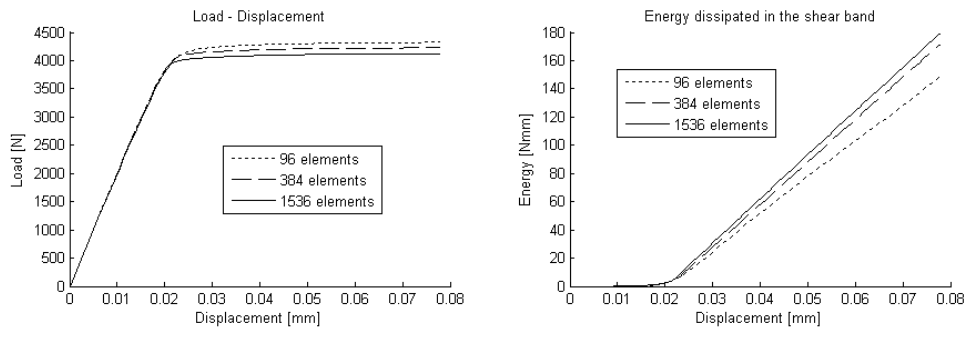 Load - Displacement
4500
4000
3500
3000
2500
2000
1500
1000
500
0
Load [N]
96 elements
384 elements
1536 elements
0 0.01 0.02 0.03 0.04 0.05 0.06 0.07 0.08
Displacement [mm]
Energy dissipated in the shear band
180
160
140
120
100
80
60
40
20
0
Energy [Nmm]
96 elements
384 elements
1536 elements
0 0.01 0.02 0.03 0.04 0.05 0.06 0.07 0.08
Displacement [mm]